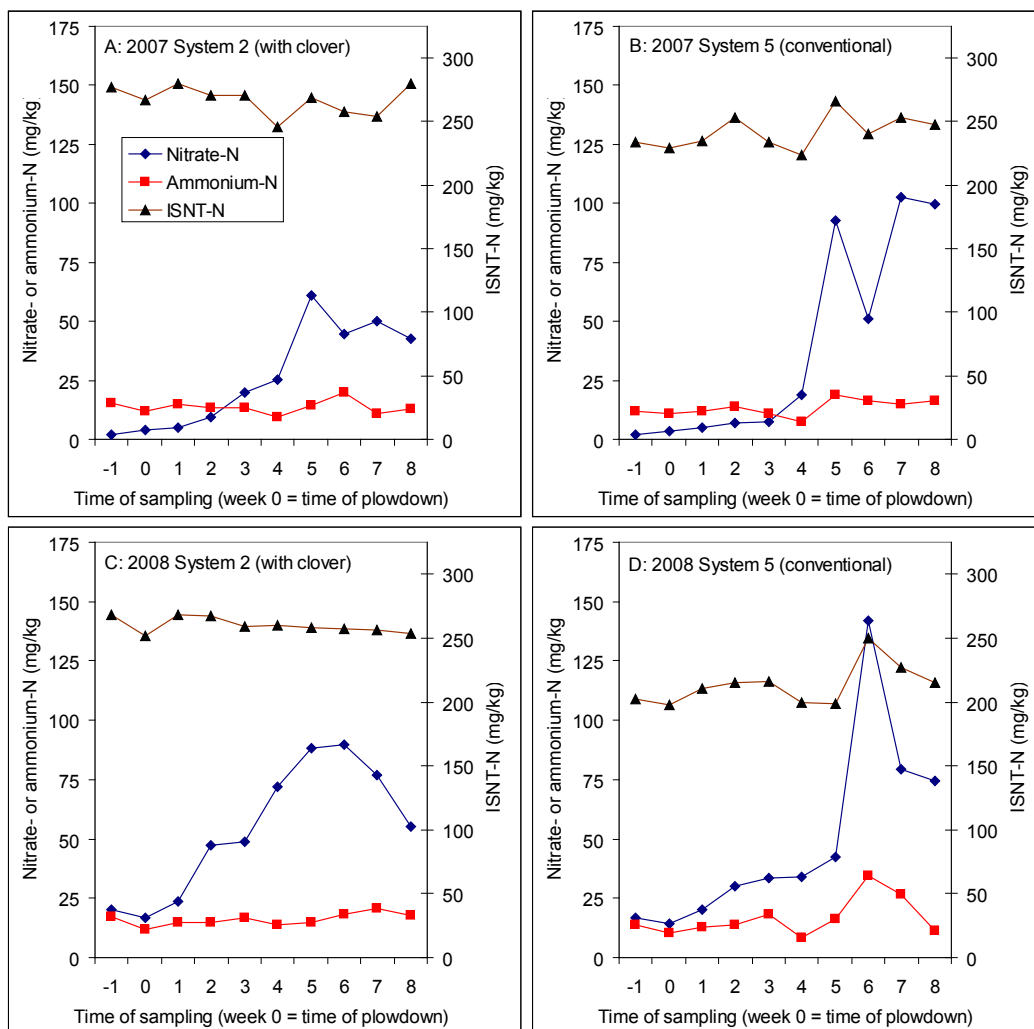 A: 2007 System 2 (with clover)
Nitrate- or ammonium-N (mg/kg
175
150
125
100
75
50
25
0
300
250
200
150
100
50
0
ISNT-N (mg/kg)
Nitrate-N
Ammonium-N
ISNT-N
-1 0 1 2 3 4 5 6 7 8
Time of sampling (week 0 = time of plowdown)
B: 2007 System 5 (conventional)
Nitrate- or ammonium-N (mg/kg
175
150
125
100
75
50
25
0
300
250
200
150
100
50
0
ISNT-N (mg/kg)
-1 0 1 2 3 4 5 6 7 8
Time of sampling (week 0 = time of plowdown)
C: 2008 System 2 (with clover)
Nitrate- or ammonium-N (mg/kg
175
150
125
100
75
50
25
0
300
250
200
150
100
50
0
ISNT-N (mg/kg)
-1 0 1 2 3 4 5 6 7 8
Time of sampling (week 0 = time of plowdown)
D: 2008 System 5 (conventional)
Nitrate- or ammonium-N (mg/kg
175
150
125
100
75
50
25
0
300
250
200
150
100
50
0
ISNT-N (mg/kg)
-1 0 1 2 3 4 5 6 7 8
Time of sampling (week 0 = time of plowdown)